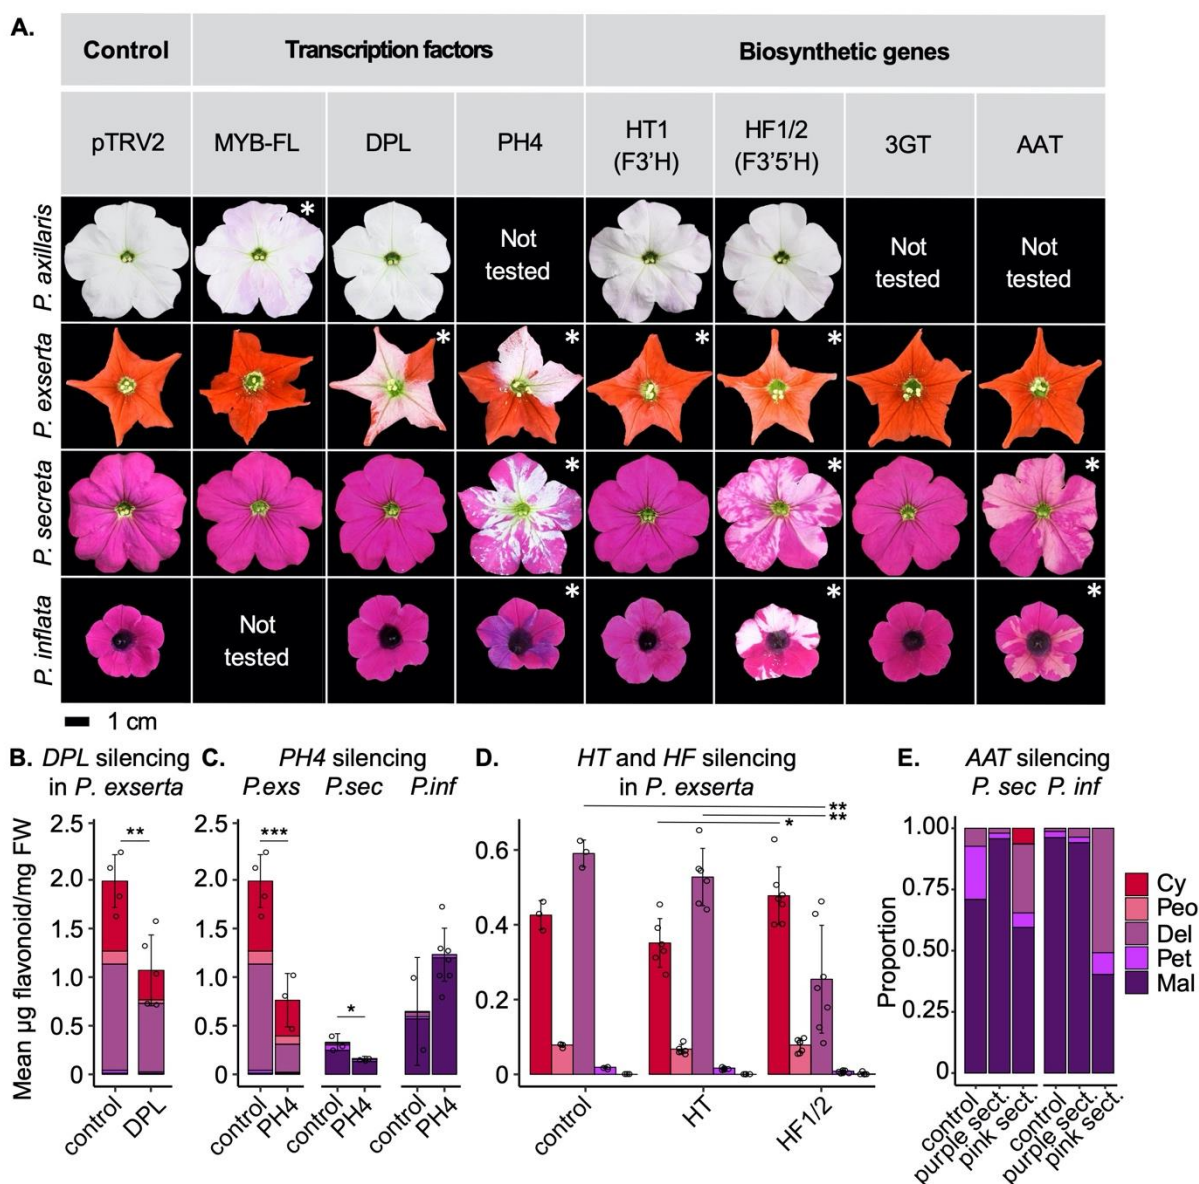 A.
Control
Transcription factors
Biosynthetic genes
pTRV2
MYB-FL
DPL
PH4
HT1
(F3'H)
HF1/2
(F3'5'H)
3GT
AAT
P. axillaris
*
Not
tested
Not
tested
Not
tested
P. exserta
*
*
*
*
P. secreta
*
*
*
P. inflata
Not
tested
*
*
*
1 cm
B. DPL silencing
in P. exserta
Mean µg flavonoid/mg FW
2.5
2.0
1.5
1.0
0.5
0
**
control
DPL
C. PH4 silencing
P.exs P.sec P.inf
2.5
2.0
1.5
1.0
0.5
0
***
*
control
PH4
control
PH4
control
PH4
D. HT and HF silencing
in P. exserta
**
**
*
0.6
0.4
0.2
0
control
HT
HF1/2
E. AAT silencing
P. sec P. inf
Proportion
1.00
0.75
0.50
0.25
0
control
purple sect.
pink sect.
control
purple sect.
pink sect.
Cy
Peo
Del
Pet
Mal